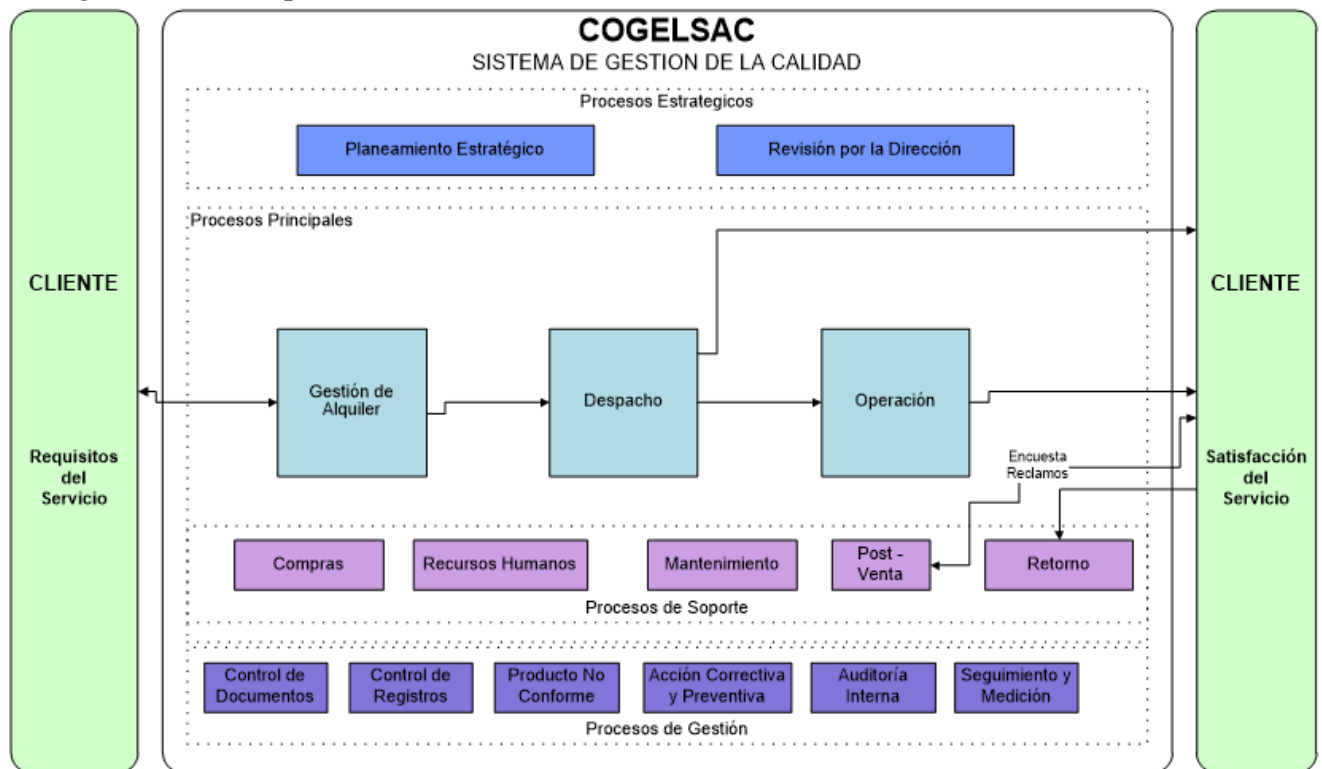 COGELSAC
SISTEMA DE GESTION DE LA CALIDAD
Procesos Estrategicos
Planeamiento Estratégico
Revisión por la Dirección
Procesos Principales
CLIENTE
Requisitos
del
Servicio
Gestión de
Alquiler
Despacho
Operación
Encuesta
Reclamos
CLIENTE
Satisfacción
del
Servicio
Compras
Recursos Humanos
Mantenimiento
Post -
Venta
Retorno
Procesos de Soporte
Control de
Documentos
Control de
Registros
Producto No
Conforme
Acción Correctiva
y Preventiva
Auditoría
Interna
Seguimiento y
Medición
Procesos de Gestión